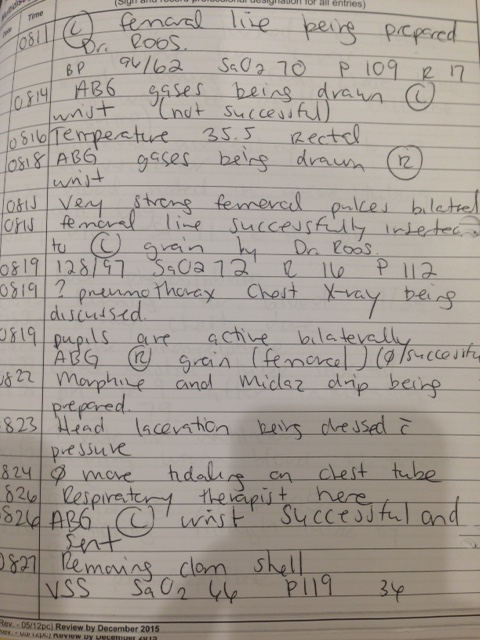 (Sign and record professional designation for all entries)
Time
0811 Ⓛ femoral line being prepared
Dr. Roos.
BP 94/62 SaO2 70 P 109 R 17
0814 ABG gases being drawn Ⓛ
wrist (not successful)
0816 Temperature 35.5 Rectal
0818 ABG gases being drawn Ⓡ
wrist
0815 Very strong femoral pulces bilateral
0815 femoral line successfully inserted
to Ⓛ grain by Dr. Roos.
0819 128/97 SaO2 72 R 16 P 112
0819 ? pneumothorax Chest X-ray being
discussed.
0819 pupils are active bilaterally
ABG Ⓡ grain (femoral) (Ø/successful
0822 Morphine and Midaz drip being
prepared.
0823 Head laceration being dressed c̄
pressure
0824 Ø more tidaling on chest tube
0826 Respiratory therapist here
0826 ABG Ⓛ wrist successful and
sent
0827 Removing clam shell
VSS SaO2 66 P119 34
Rev. - 05/12pc) Review by December 2015